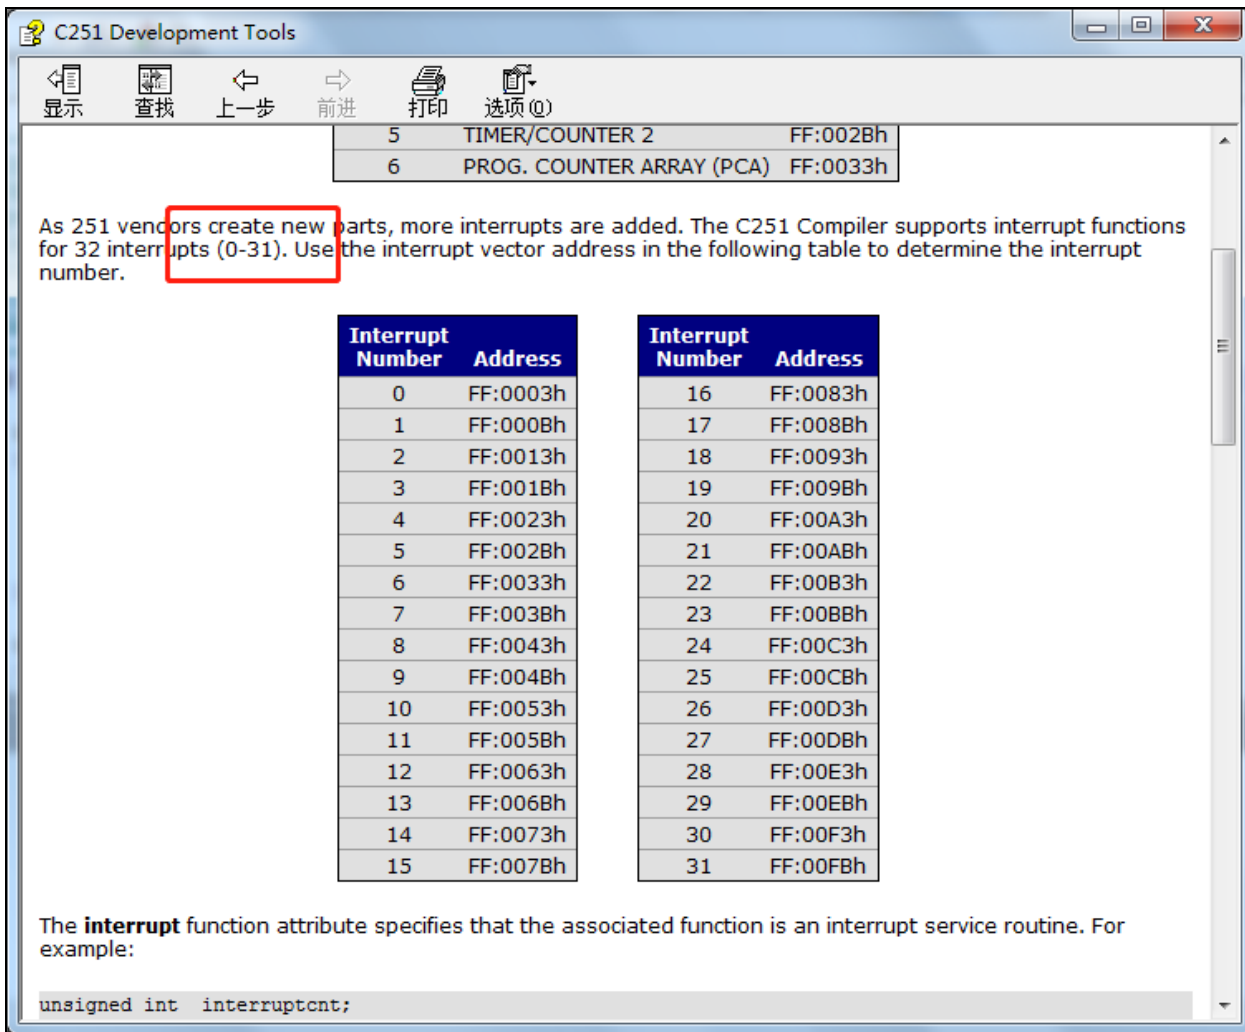 C251 Development Tools
显示 查找 上一步 前进 打印 选项(O)
5 TIMER/COUNTER 2 FF:002Bh
6 PROG. COUNTER ARRAY (PCA) FF:0033h
As 251 vendors create new parts, more interrupts are added. The C251 Compiler supports interrupt functions
for 32 interrupts (0-31). Use the interrupt vector address in the following table to determine the interrupt
number.
Interrupt Number Address Interrupt Number Address
0 FF:0003h 16 FF:0083h
1 FF:000Bh 17 FF:008Bh
2 FF:0013h 18 FF:0093h
3 FF:001Bh 19 FF:009Bh
4 FF:0023h 20 FF:00A3h
5 FF:002Bh 21 FF:00ABh
6 FF:0033h 22 FF:00B3h
7 FF:003Bh 23 FF:00BBh
8 FF:0043h 24 FF:00C3h
9 FF:004Bh 25 FF:00CBh
10 FF:0053h 26 FF:00D3h
11 FF:005Bh 27 FF:00DBh
12 FF:0063h 28 FF:00E3h
13 FF:006Bh 29 FF:00EBh
14 FF:0073h 30 FF:00F3h
15 FF:007Bh 31 FF:00FBh
The interrupt function attribute specifies that the associated function is an interrupt service routine. For
example:
unsigned int interruptcnt;